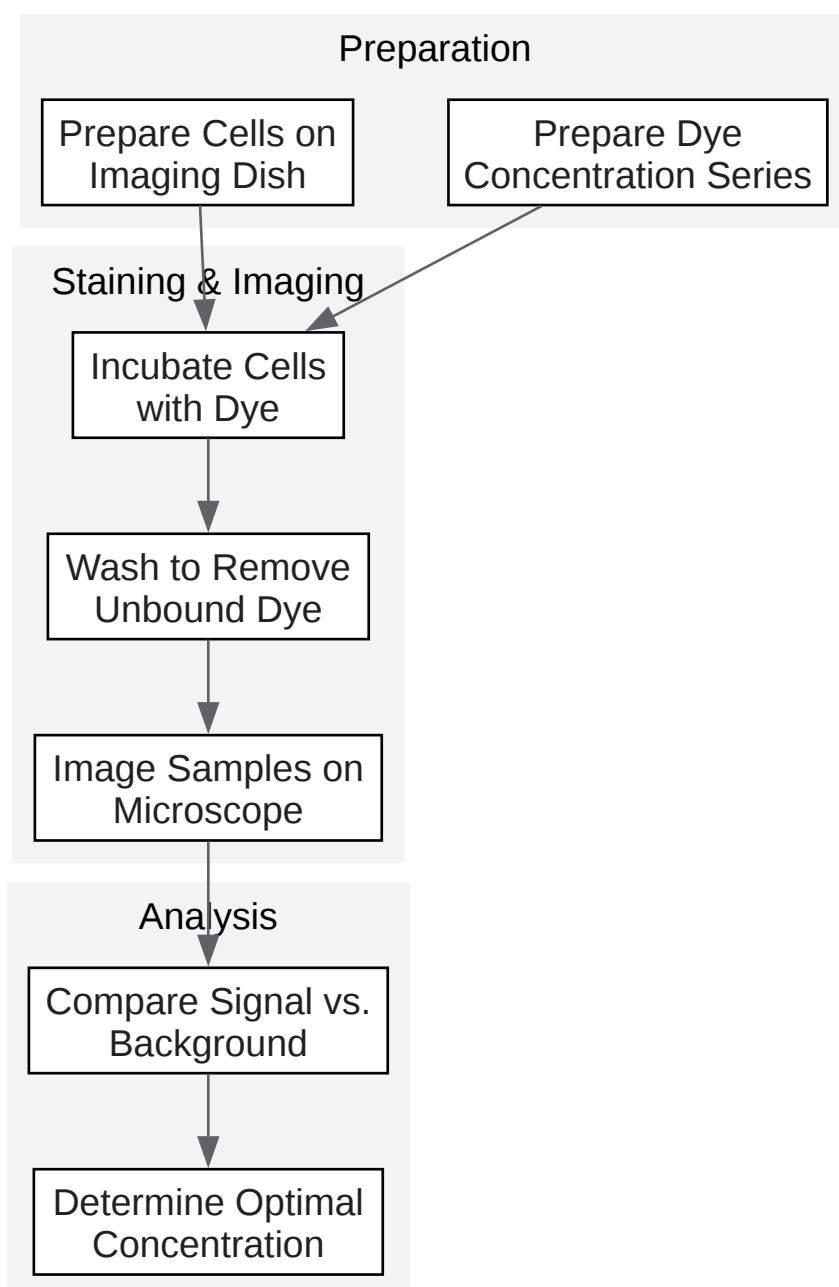 Preparation
Prepare Cells on
Imaging Dish
Prepare Dye
Concentration Series
Staining & Imaging
Incubate Cells
with Dye
Wash to Remove
Unbound Dye
Image Samples on
Microscope
Analysis
Compare Signal vs.
Background
Determine Optimal
Concentration